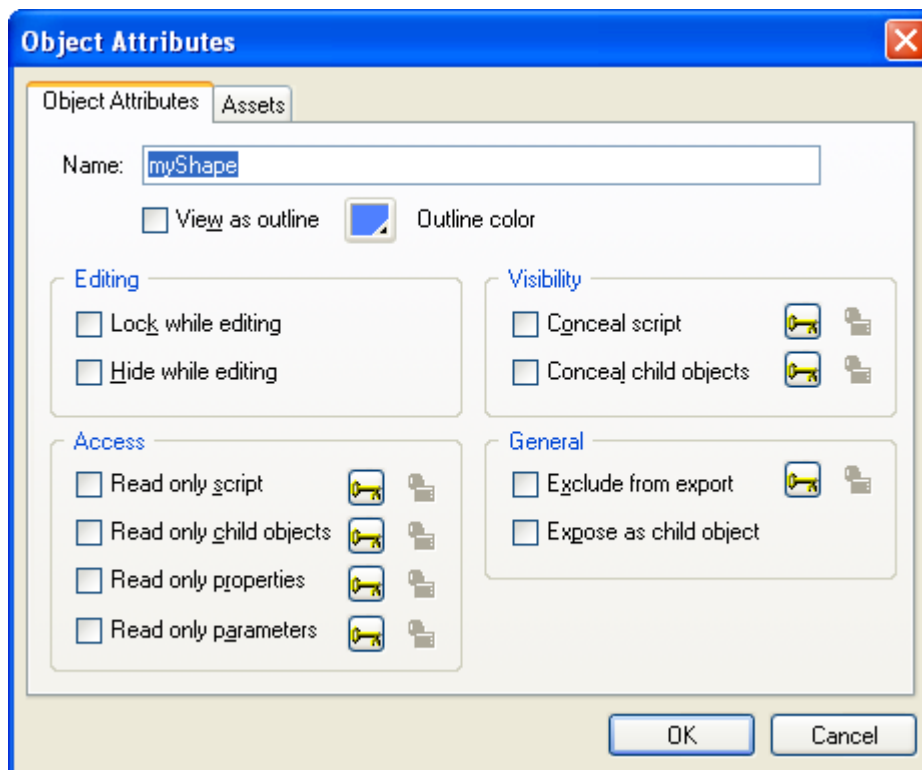 Object Attributes
Object Attributes
Assets
Name: myShape
View as outline
Outline color
Editing
Lock while editing
Hide while editing
Visibility
Conceal script
Conceal child objects
Access
Read only script
Read only child objects
Read only properties
Read only parameters
General
Exclude from export
Expose as child object
OK
Cancel